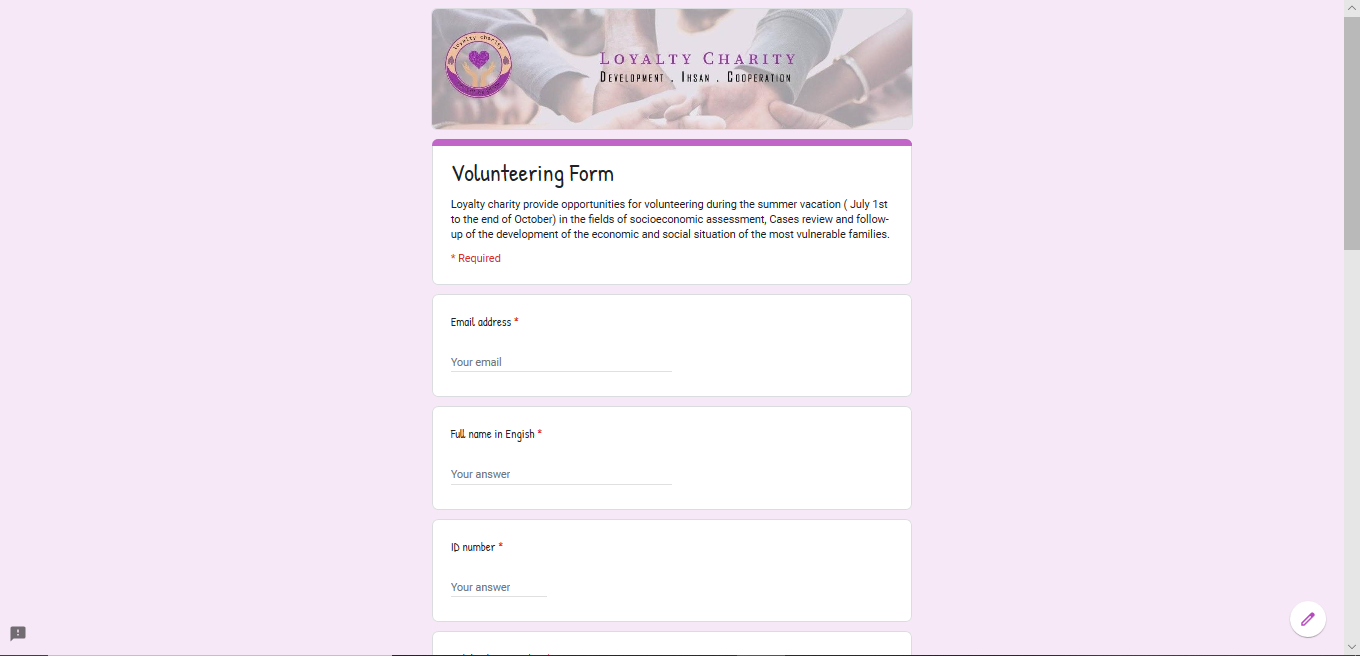 loyalty charity
LOYALTY CHARITY
DEVELOPMENT . IHSAN . COOPERATION
Volunteering Form
Loyalty charity provide opportunities for volunteering during the summer vacation ( July 1st
to the end of October) in the fields of socioeconomic assessment, Cases review and follow-
up of the development of the economic and social situation of the most vulnerable families.
* Required
Email address *
Your email
Full name in Engish *
Your answer
ID number *
Your answer